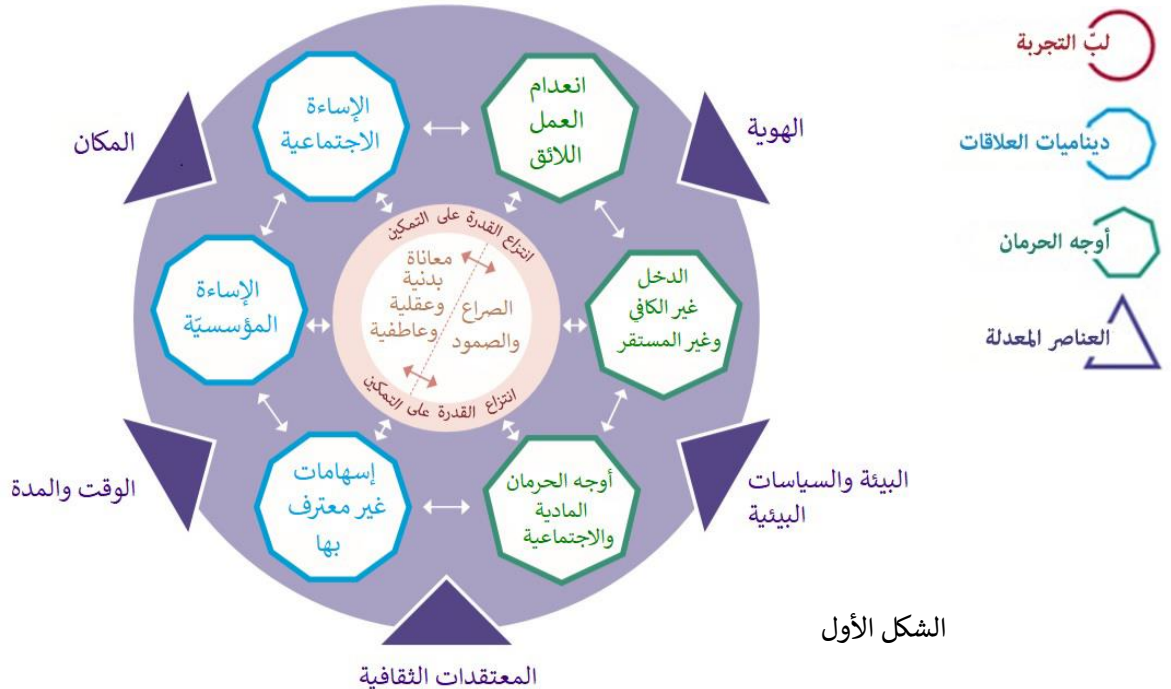 لبّ التجربة
ديناميات العلاقات
أوجه الحرمان
العناصر المعدلة
الهوية
المكان
انعدام
العمل
اللائق
الإساءة
الاجتماعية
انتزاع القدرة على التمكين
الدخل
غير الكافي
وغير المستقر
الصراع
والصمود
معاناة
بدنية
وعقلية
وعاطفية
الإساءة
المؤسسيّة
انتزاع القدرة على التمكين
أوجه الحرمان
المادية
والاجتماعية
إسهامات
غير معترف
بها
البيئة والسياسات
البيئية
الوقت والمدة
المعتقدات الثقافية
الشكل الأول